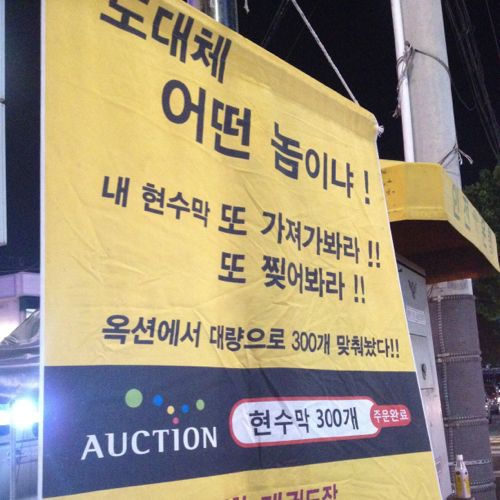 도대체
어떤 놈이냐 !
내 현수막 또 가져가봐라 !!
또 찢어봐라 !!
옥션에서 대량으로 300개 맞춰놨다!!
AUCTION
현수막 300개
주문완료